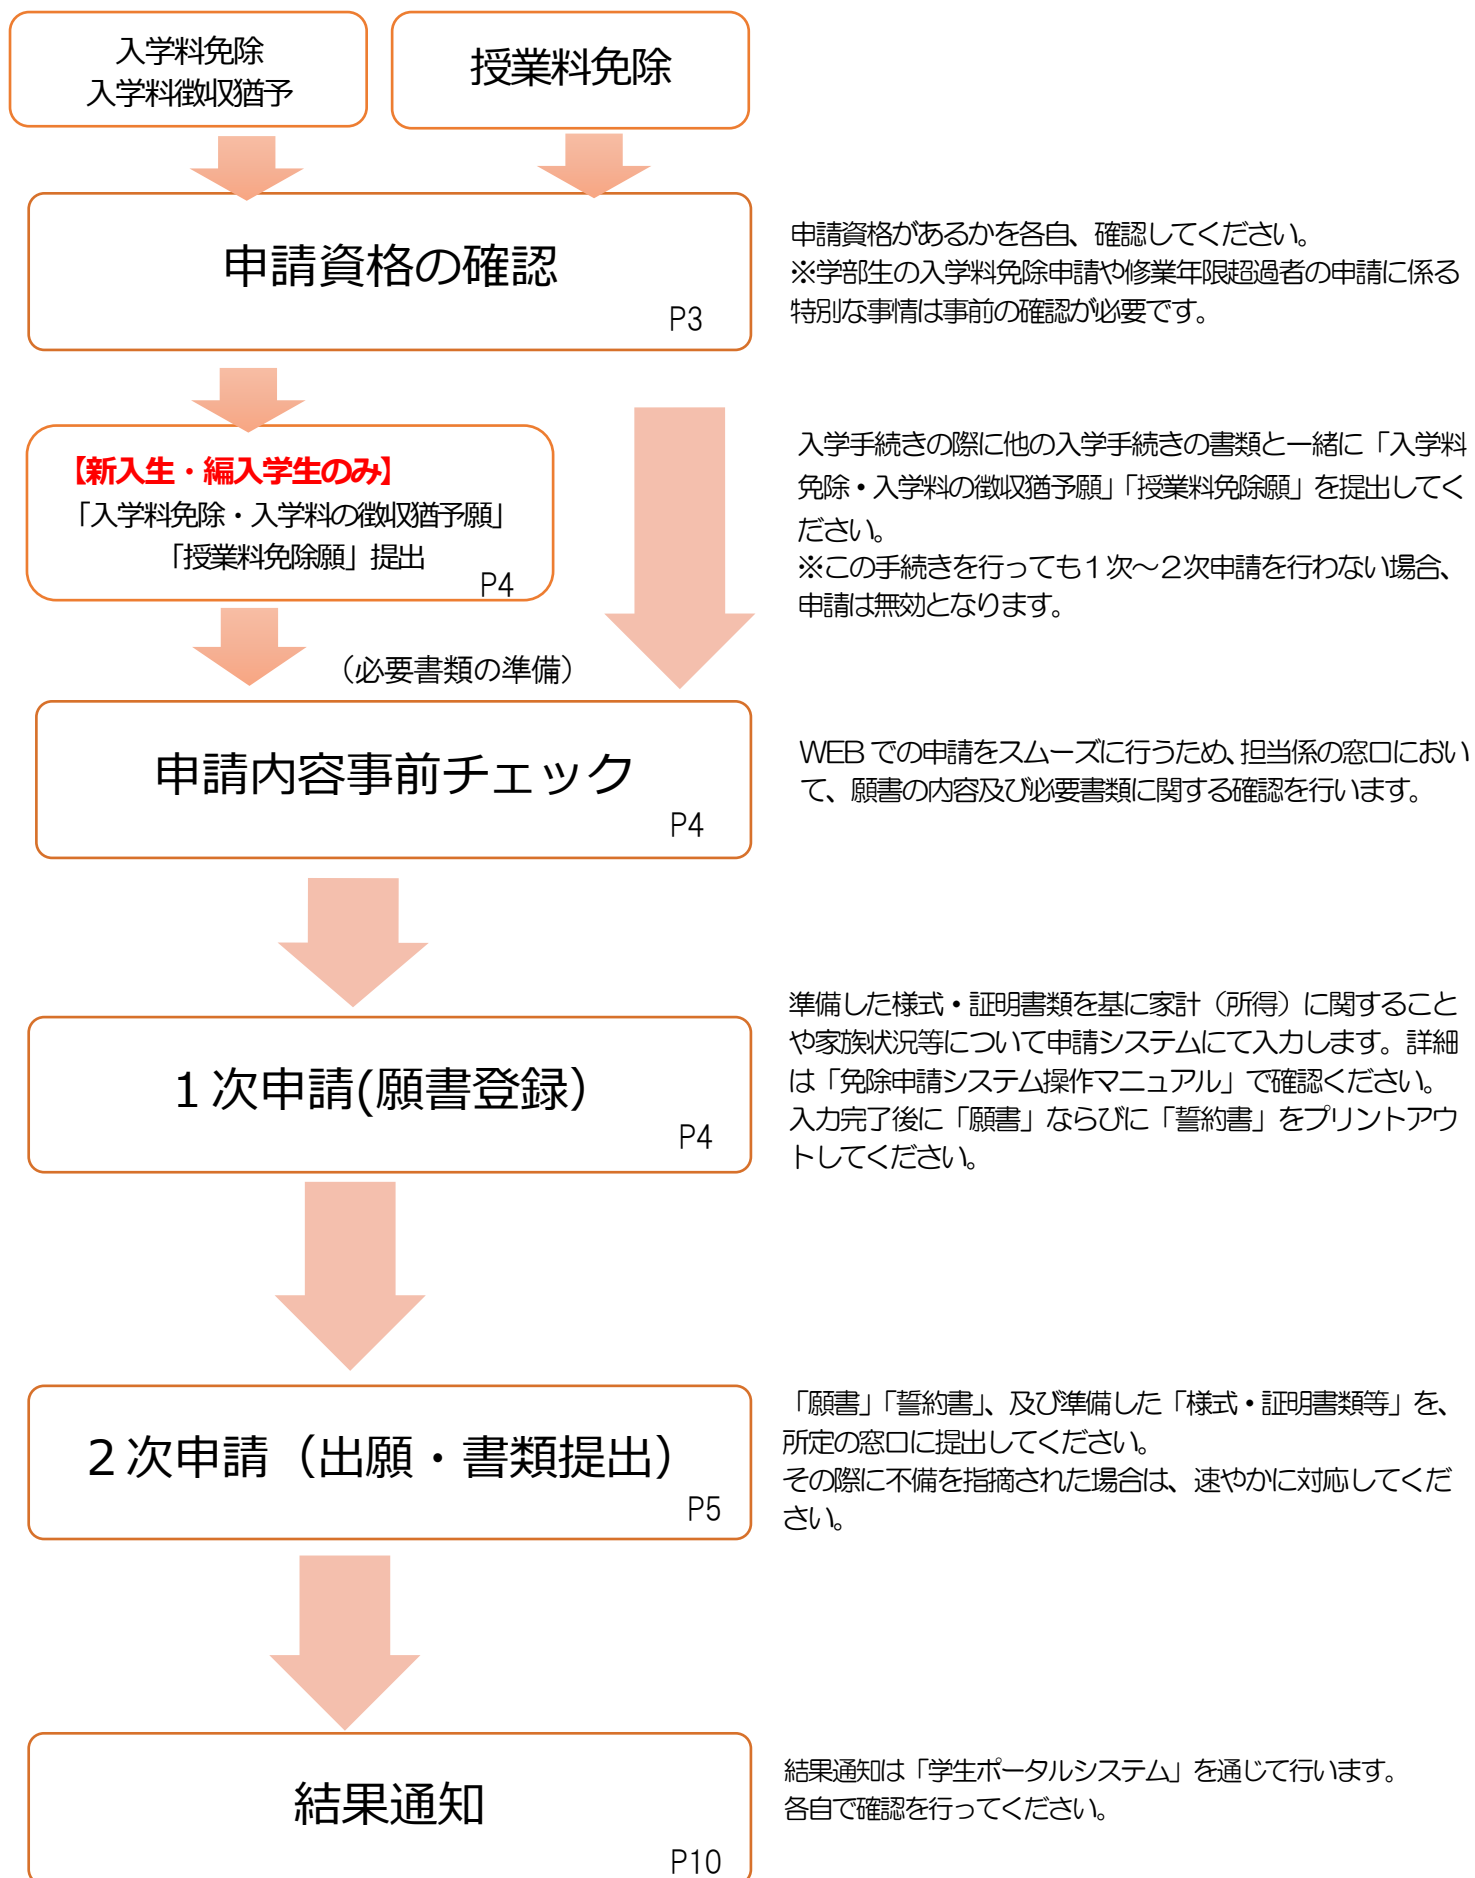 入学料免除
入学料徴収猶予
授業料免除
申請資格の確認
P3
申請資格があるかを各自、確認してください。
※学部生の入学料免除申請や修業年限超過者の申請に係る
特別な事情は事前の確認が必要です。
【新入生・編入学生のみ】
「入学料免除・入学料の徴収猶予願」
「授業料免除願」提出
P4
入学手続きの際に他の入学手続きの書類と一緒に「入学料
免除・入学料の徴収猶予願」「授業料免除願」を提出してく
ださい。
※この手続きを行っても１次～２次申請を行わない場合、
申請は無効となります。
（必要書類の準備）
申請内容事前チェック
P4
WEB での申請をスムーズに行うため、担当係の窓口におい
て、願書の内容及び必要書類に関する確認を行います。
１次申請(願書登録）
P4
準備した様式・証明書類を基に家計（所得）に関すること
や家族状況等について申請システムにて入力します。詳細
は「免除申請システム操作マニュアル」で確認ください。
入力完了後に「願書」ならびに「誓約書」をプリントアウ
トしてください。
２次申請（出願・書類提出）
P5
「願書」「誓約書」、及び準備した「様式・証明書類等」を、
所定の窓口に提出してください。
その際に不備を指摘された場合は、速やかに対応してくだ
さい。
結果通知
P10
結果通知は「学生ポータルシステム」を通じて行います。
各自で確認を行ってください。